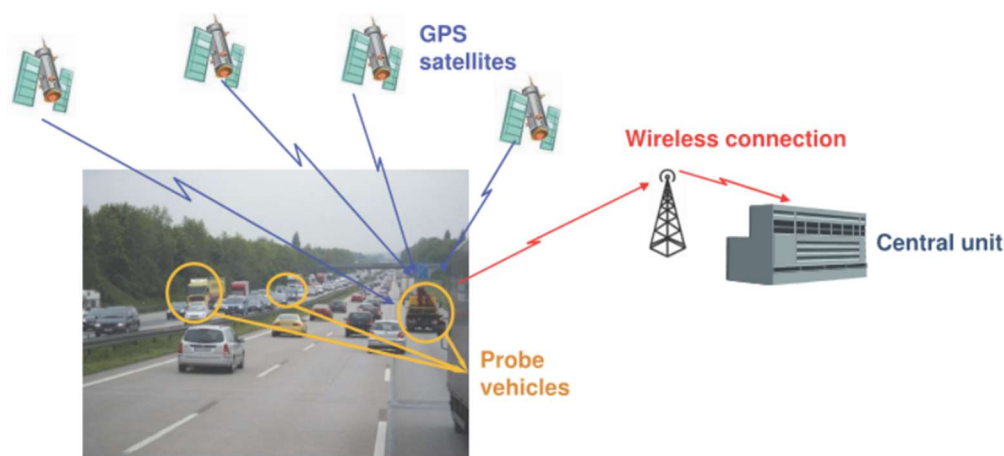 GPS
satellites
Wireless connection
Central unit
Probe
vehicles